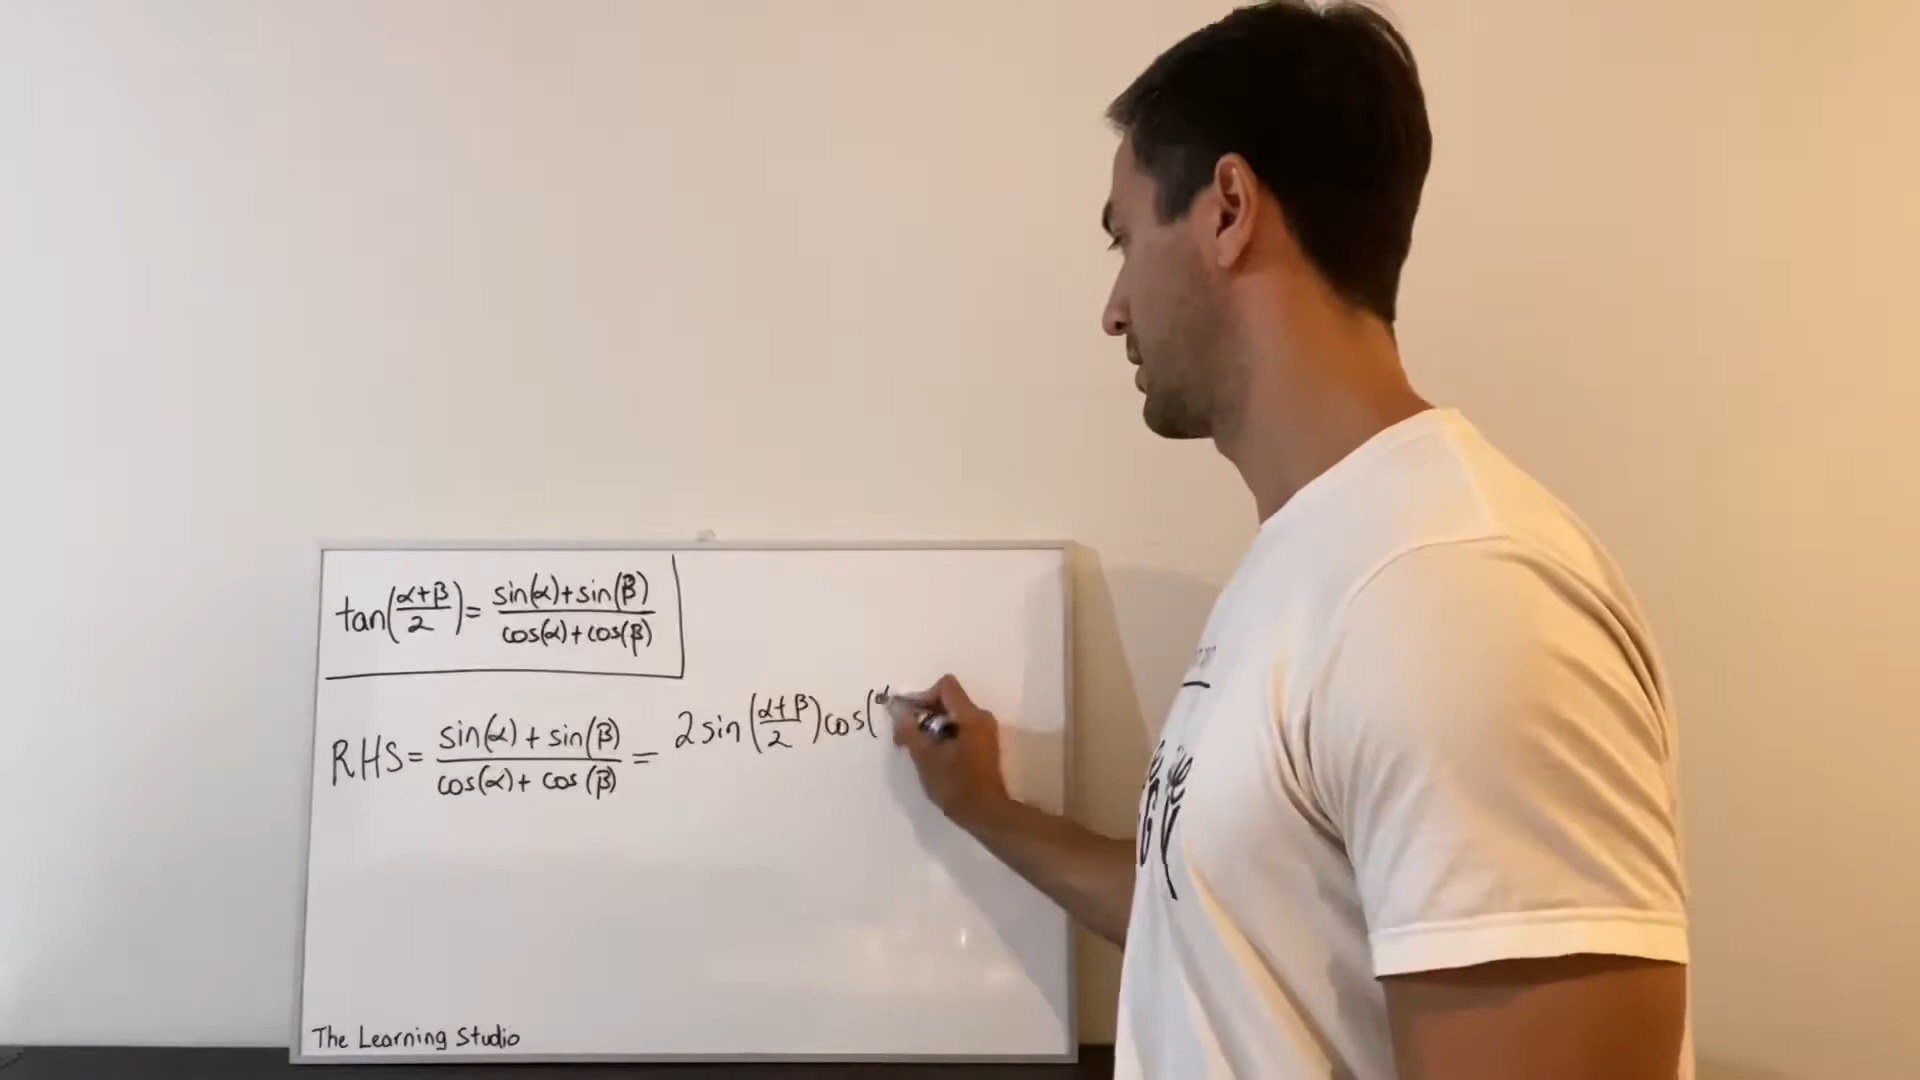 tan(α+β/2) = sin(α)+sin(β)/cos(α)+cos(β)
RHS = sin(α)+sin(β)/cos(α)+cos(β) = 2sin(α+β/2)cos(α
The Learning Studio